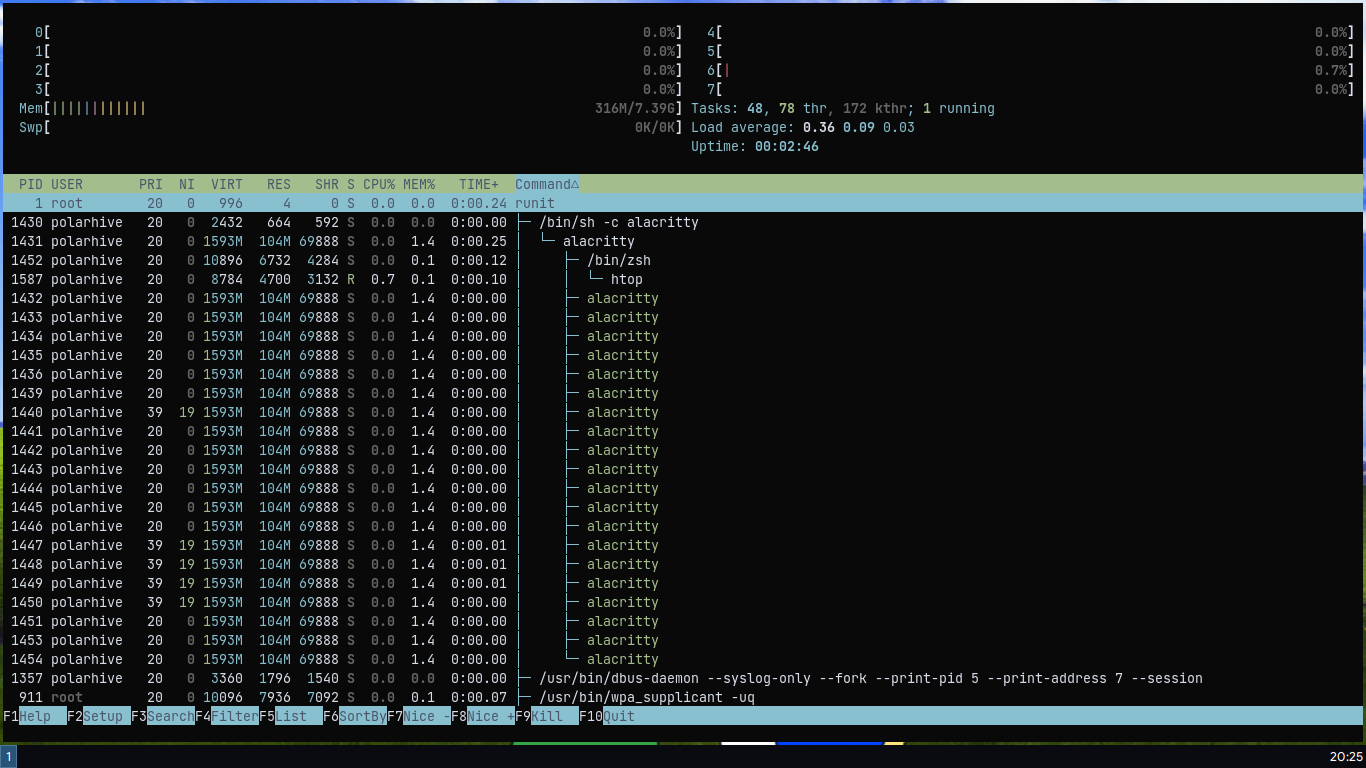 0[ 0.0%] 4[ 0.0%]
1[ 0.0%] 5[ 0.0%]
2[ 0.0%] 6[| 0.7%]
3[ 0.0%] 7[ 0.0%]
Mem[|||||||||||| 316M/7.39G] Tasks: 48, 78 thr, 172 kthr; 1 running
Swp[ 0K/0K] Load average: 0.36 0.09 0.03
Uptime: 00:02:46
PID USER PRI NI VIRT RES SHR S CPU% MEM% TIME+ Command△
1 root 20 0 996 4 0 S 0.0 0.0 0:00.24 runit
1430 polarhive 20 0 2432 664 592 S 0.0 0.0 0:00.00 ├─ /bin/sh -c alacritty
1431 polarhive 20 0 1593M 104M 69888 S 0.0 1.4 0:00.25 │ └─ alacritty
1452 polarhive 20 0 10896 6732 4284 S 0.0 0.1 0:00.12 │ ├─ /bin/zsh
1587 polarhive 20 0 8784 4700 3132 R 0.7 0.1 0:00.10 │ │ └─ htop
1432 polarhive 20 0 1593M 104M 69888 S 0.0 1.4 0:00.00 │ ├─ alacritty
1433 polarhive 20 0 1593M 104M 69888 S 0.0 1.4 0:00.00 │ ├─ alacritty
1434 polarhive 20 0 1593M 104M 69888 S 0.0 1.4 0:00.00 │ ├─ alacritty
1435 polarhive 20 0 1593M 104M 69888 S 0.0 1.4 0:00.00 │ ├─ alacritty
1436 polarhive 20 0 1593M 104M 69888 S 0.0 1.4 0:00.00 │ ├─ alacritty
1439 polarhive 20 0 1593M 104M 69888 S 0.0 1.4 0:00.00 │ ├─ alacritty
1440 polarhive 39 19 1593M 104M 69888 S 0.0 1.4 0:00.00 │ ├─ alacritty
1441 polarhive 20 0 1593M 104M 69888 S 0.0 1.4 0:00.00 │ ├─ alacritty
1442 polarhive 20 0 1593M 104M 69888 S 0.0 1.4 0:00.00 │ ├─ alacritty
1443 polarhive 20 0 1593M 104M 69888 S 0.0 1.4 0:00.00 │ ├─ alacritty
1444 polarhive 20 0 1593M 104M 69888 S 0.0 1.4 0:00.00 │ ├─ alacritty
1445 polarhive 20 0 1593M 104M 69888 S 0.0 1.4 0:00.00 │ ├─ alacritty
1446 polarhive 20 0 1593M 104M 69888 S 0.0 1.4 0:00.00 │ ├─ alacritty
1447 polarhive 39 19 1593M 104M 69888 S 0.0 1.4 0:00.01 │ ├─ alacritty
1448 polarhive 39 19 1593M 104M 69888 S 0.0 1.4 0:00.01 │ ├─ alacritty
1449 polarhive 39 19 1593M 104M 69888 S 0.0 1.4 0:00.01 │ ├─ alacritty
1450 polarhive 39 19 1593M 104M 69888 S 0.0 1.4 0:00.00 │ ├─ alacritty
1451 polarhive 20 0 1593M 104M 69888 S 0.0 1.4 0:00.00 │ ├─ alacritty
1453 polarhive 20 0 1593M 104M 69888 S 0.0 1.4 0:00.00 │ ├─ alacritty
1454 polarhive 20 0 1593M 104M 69888 S 0.0 1.4 0:00.00 │ └─ alacritty
1357 polarhive 20 0 3360 1796 1540 S 0.0 0.0 0:00.00 ├─ /usr/bin/dbus-daemon --syslog-only --fork --print-pid 5 --print-address 7 --session
911 root 20 0 10096 7936 7092 S 0.0 0.1 0:00.07 ├─ /usr/bin/wpa_supplicant -uq
F1Help F2Setup F3SearchF4FilterF5List F6SortByF7Nice -F8Nice +F9Kill F10Quit
1 20:25